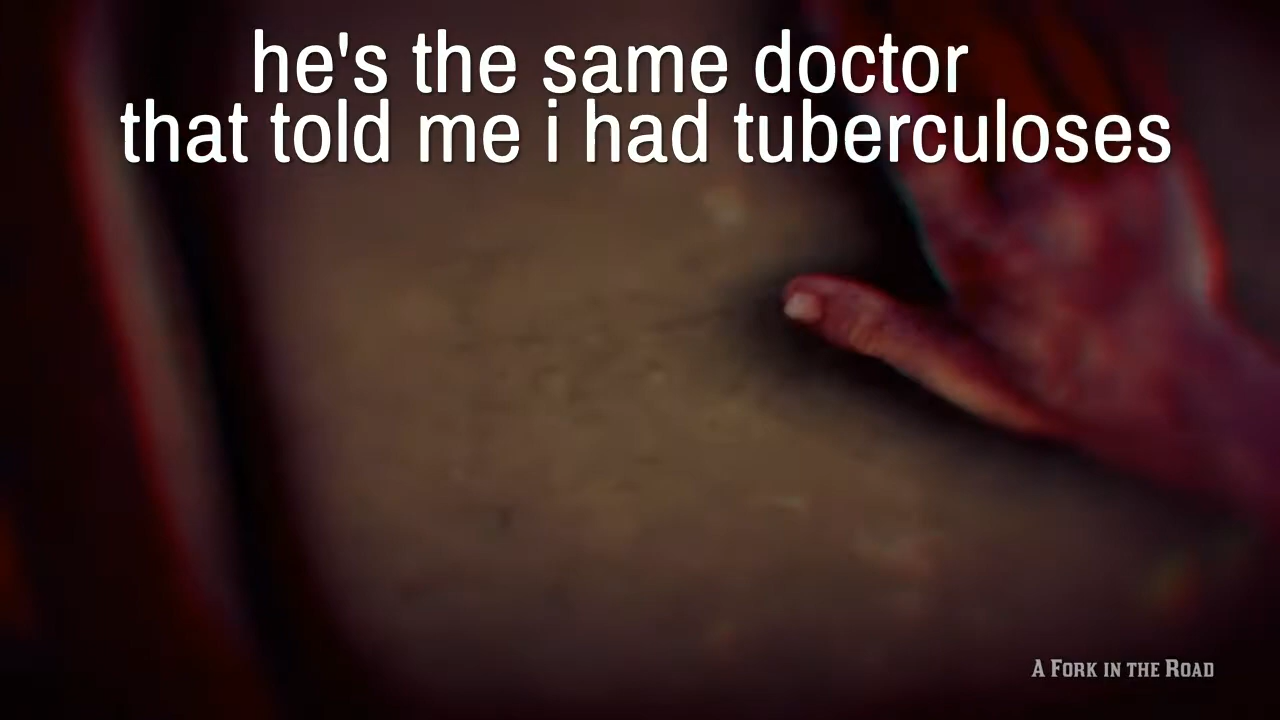 he's the same doctor
that told me i had tuberculoses
A Fork in the Road